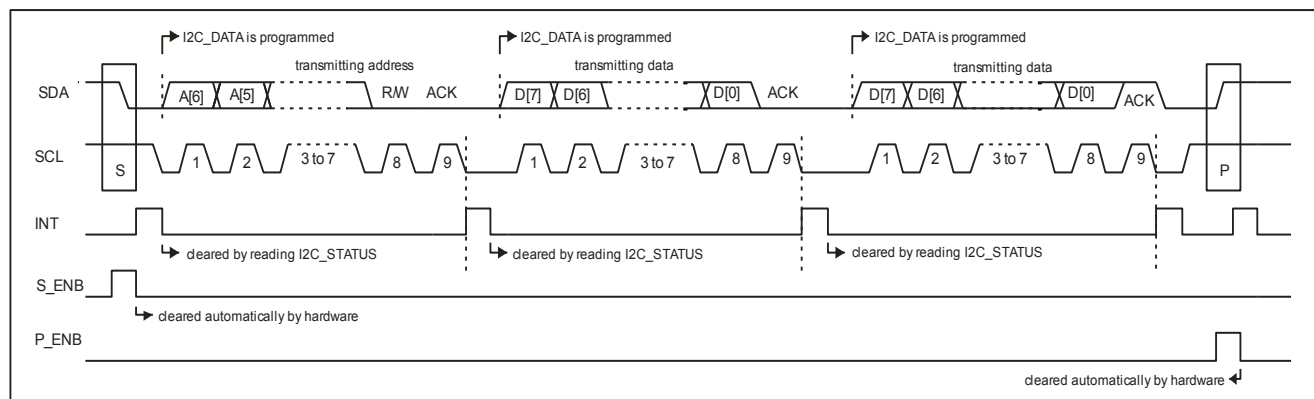 I2C_DATA is programmed I2C_DATA is programmed I2C_DATA is programmed
transmitting address transmitting data transmitting data
SDA A[6] A[5] R/W ACK D[7] D[6] D[0] ACK D[7] D[6] D[0] ACK
SCL S 1 2 3 to 7 8 9 1 2 3 to 7 8 9 1 2 3 to 7 8 9 P
INT
cleared by reading I2C_STATUS cleared by reading I2C_STATUS cleared by reading I2C_STATUS
S_ENB
cleared automatically by hardware
P_ENB
cleared automatically by hardware